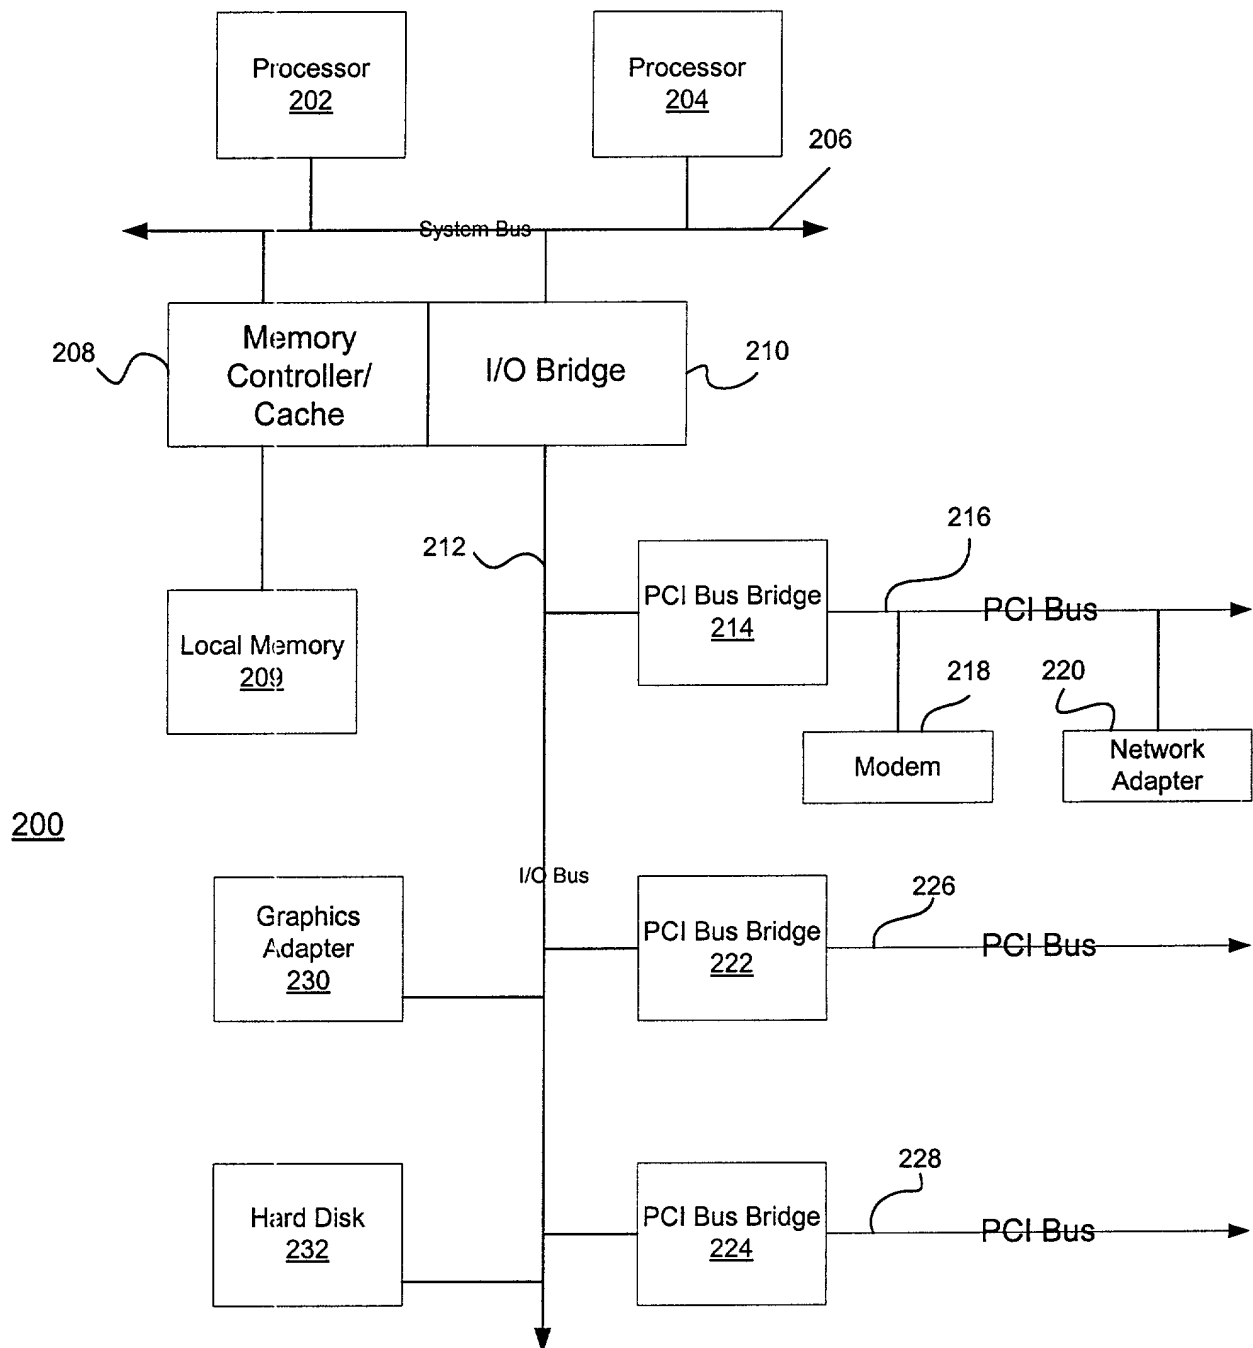 Processor
202
Processor
204
206
System Bus
208
Memory
Controller/
Cache
I/O Bridge
210
212
PCI Bus Bridge
214
216
PCI Bus
Local Memory
209
218
220
Modem
Network
Adapter
200
I/O Bus
Graphics
Adapter
230
PCI Bus Bridge
222
226
PCI Bus
Hard Disk
232
PCI Bus Bridge
224
228
PCI Bus